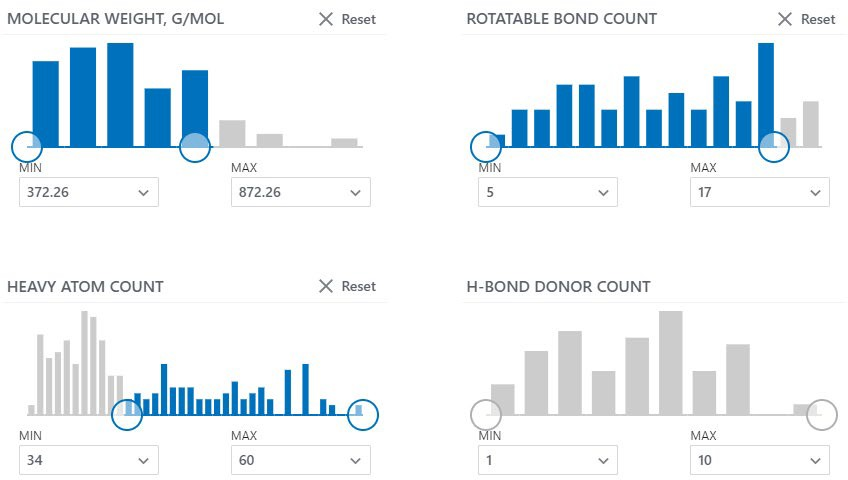 MOLECULAR WEIGHT, G/MOL Reset
MIN MAX
372.26 872.26
ROTATABLE BOND COUNT Reset
MIN MAX
5 17
HEAVY ATOM COUNT Reset
MIN MAX
34 60
H-BOND DONOR COUNT
MIN MAX
1 10